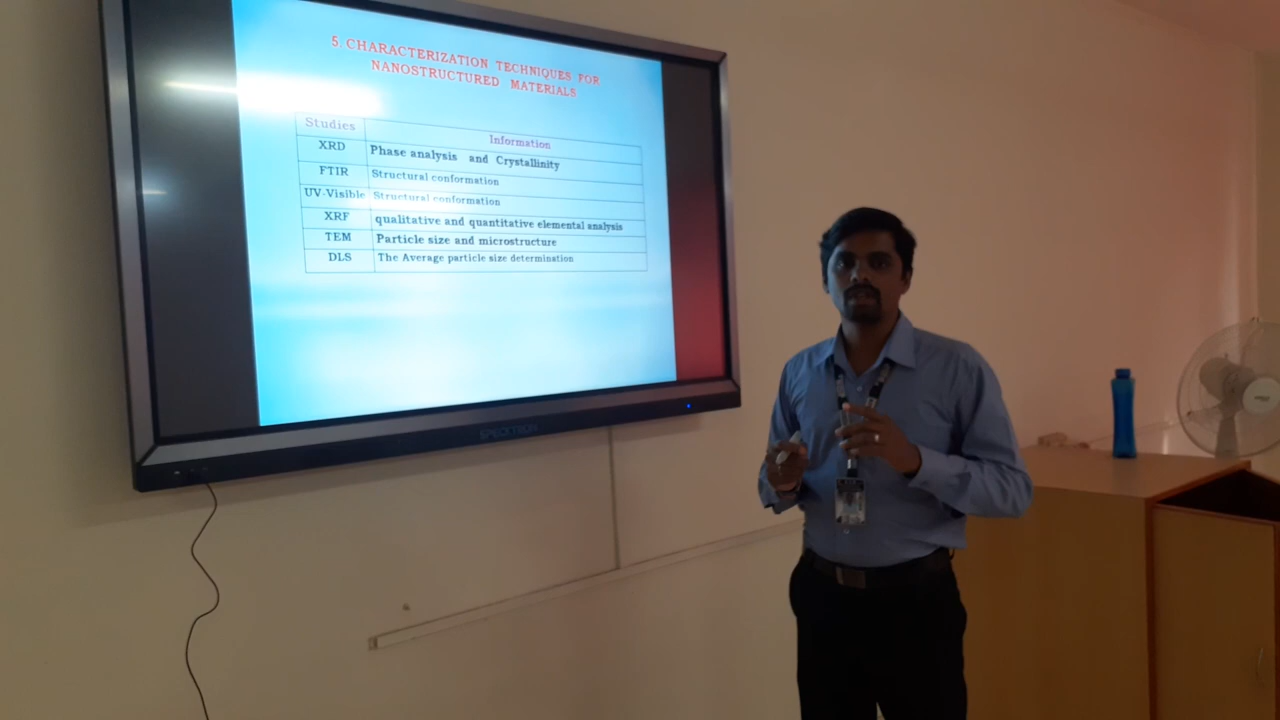 5. CHARACTERIZATION TECHNIQUES FOR
NANOSTRUCTURED MATERIALS
Studies Information
XRD Phase analysis and Crystallinity
FTIR Structural conformation
UV-Visible Structural conformation
XRF qualitative and quantitative elemental analysis
TEM Particle size and microstructure
DLS The Average particle size determination
SPECKTRON